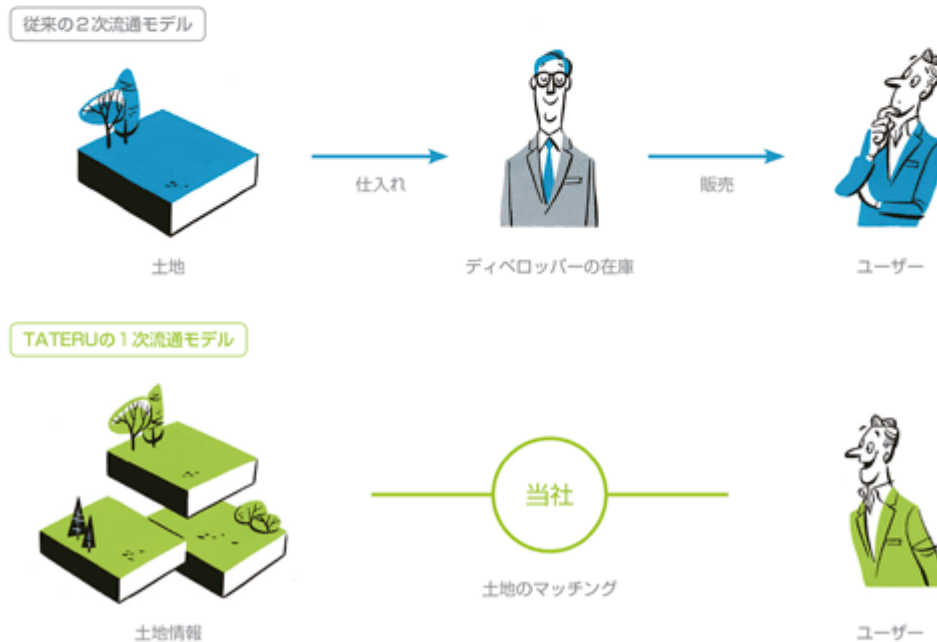 従来の2次流通モデル
仕入れ
販売
土地
ディベロッパーの在庫
ユーザー
TATERUの1次流通モデル
当社
土地のマッチング
土地情報
ユーザー